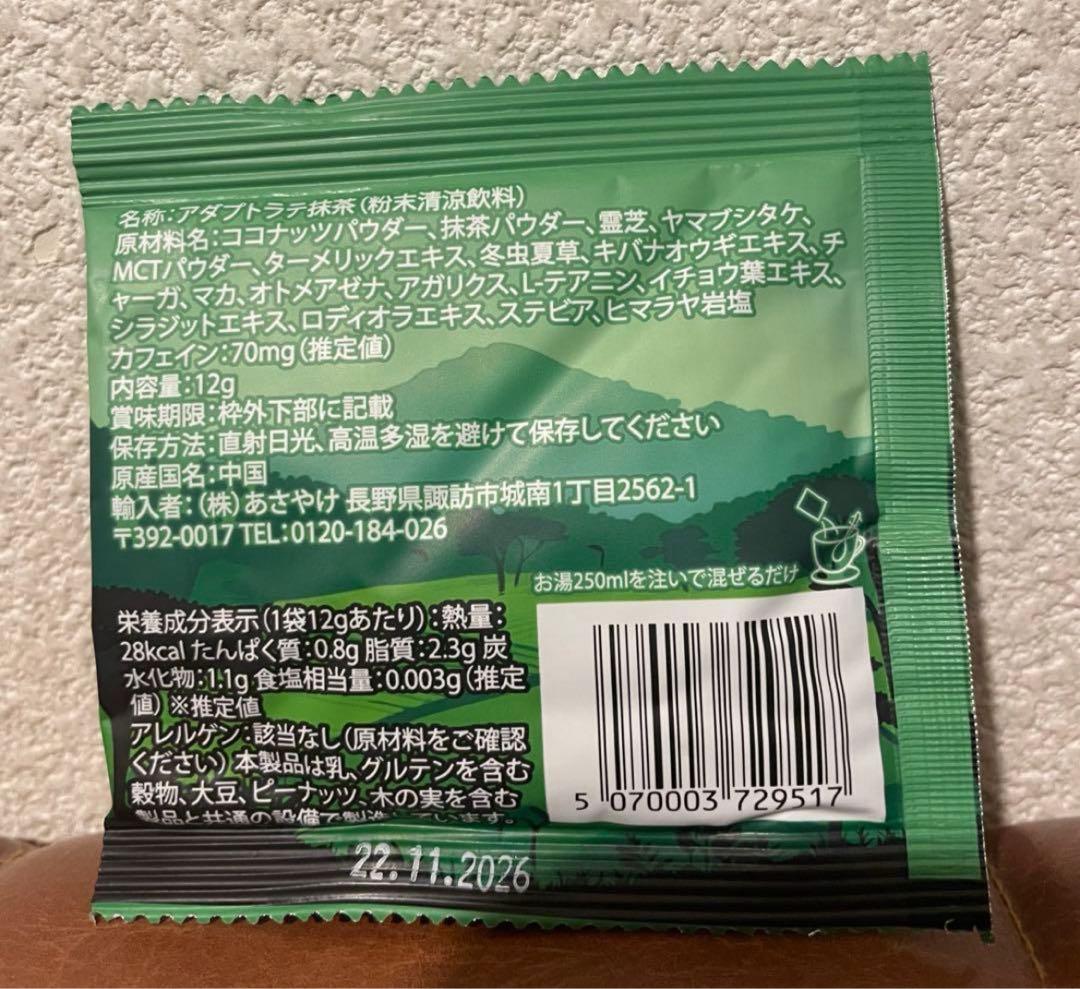 名称:アダプトラテ抹茶(粉末清涼飲料)
原材料名:ココナッツパウダー、抹茶パウダー、霊芝、ヤマブシタケ、
MCTパウダー、ターメリックエキス、冬虫夏草、キバナオウギエキス、チ
ャーガ、マカ、オトメアゼナ、アガリクス、L-テアニン、イチョウ葉エキス、
シラジットエキス、ロディオラエキス、ステビア、ヒマラヤ岩塩
カフェイン:70mg(推定値)
内容量:12g
賞味期限:枠外下部に記載
保存方法:直射日光、高温多湿を避けて保存してください
原産国名:中国
輸入者:(株)あさやけ 長野県諏訪市城南1丁目2562-1
〒392-0017 TEL:0120-184-026
お湯250mlを注いで混ぜるだけ
栄養成分表示(1袋12gあたり):熱量:
28kcal たんぱく質:0.8g 脂質:2.3g 炭
水化物:1.1g 食塩相当量:0.003g(推定
値)※推定値
アレルゲン:該当なし(原材料をご確認
ください)本製品は乳、グルテンを含む
穀物、大豆、ピーナッツ、木の実を含む
製品と共通の設備で製造しています。
5 070003 729517
22.11.2026